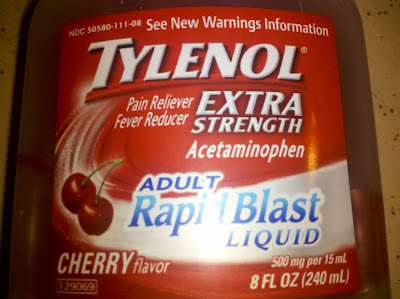 NDC 50580-111-08 See New Warnings Information
TYLENOL®
Pain Reliever
Fever Reducer
EXTRA
STRENGTH
Acetaminophen
ADULT
Rapid Blast
LIQUID
500 mg per 15 mL
CHERRY flavor
8 FL OZ (240 mL)
129069